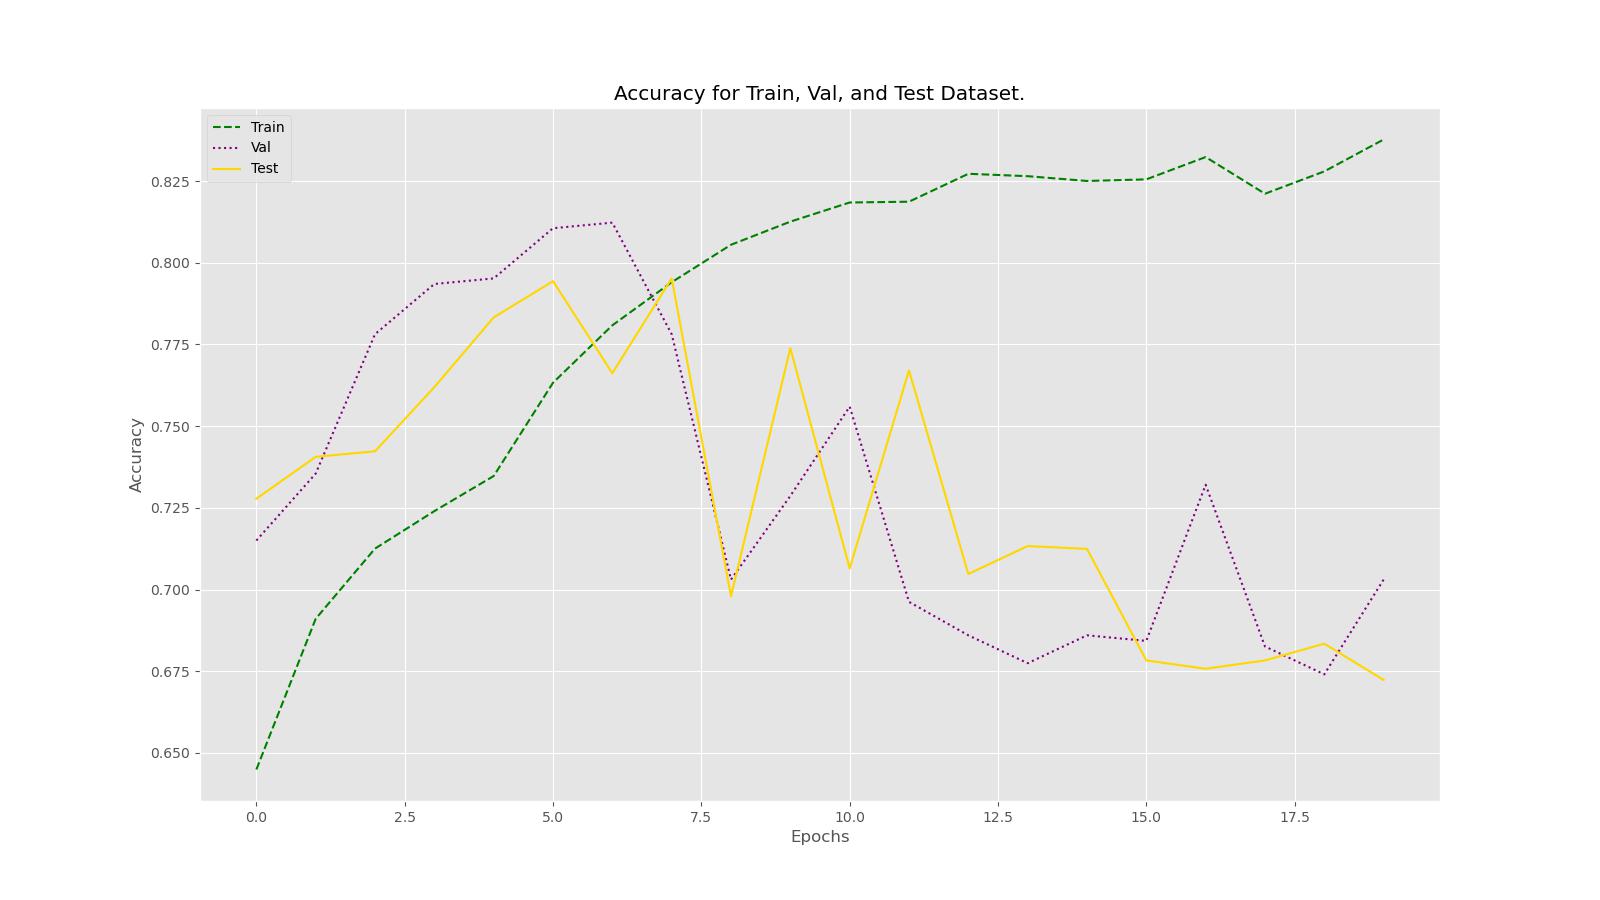 Accuracy for Train, Val, and Test Dataset.
Train
Val
Test
0.825
0.800
0.775
0.750
0.725
0.700
0.675
0.650
Accuracy
0.0 2.5 5.0 7.5 10.0 12.5 15.0 17.5
Epochs